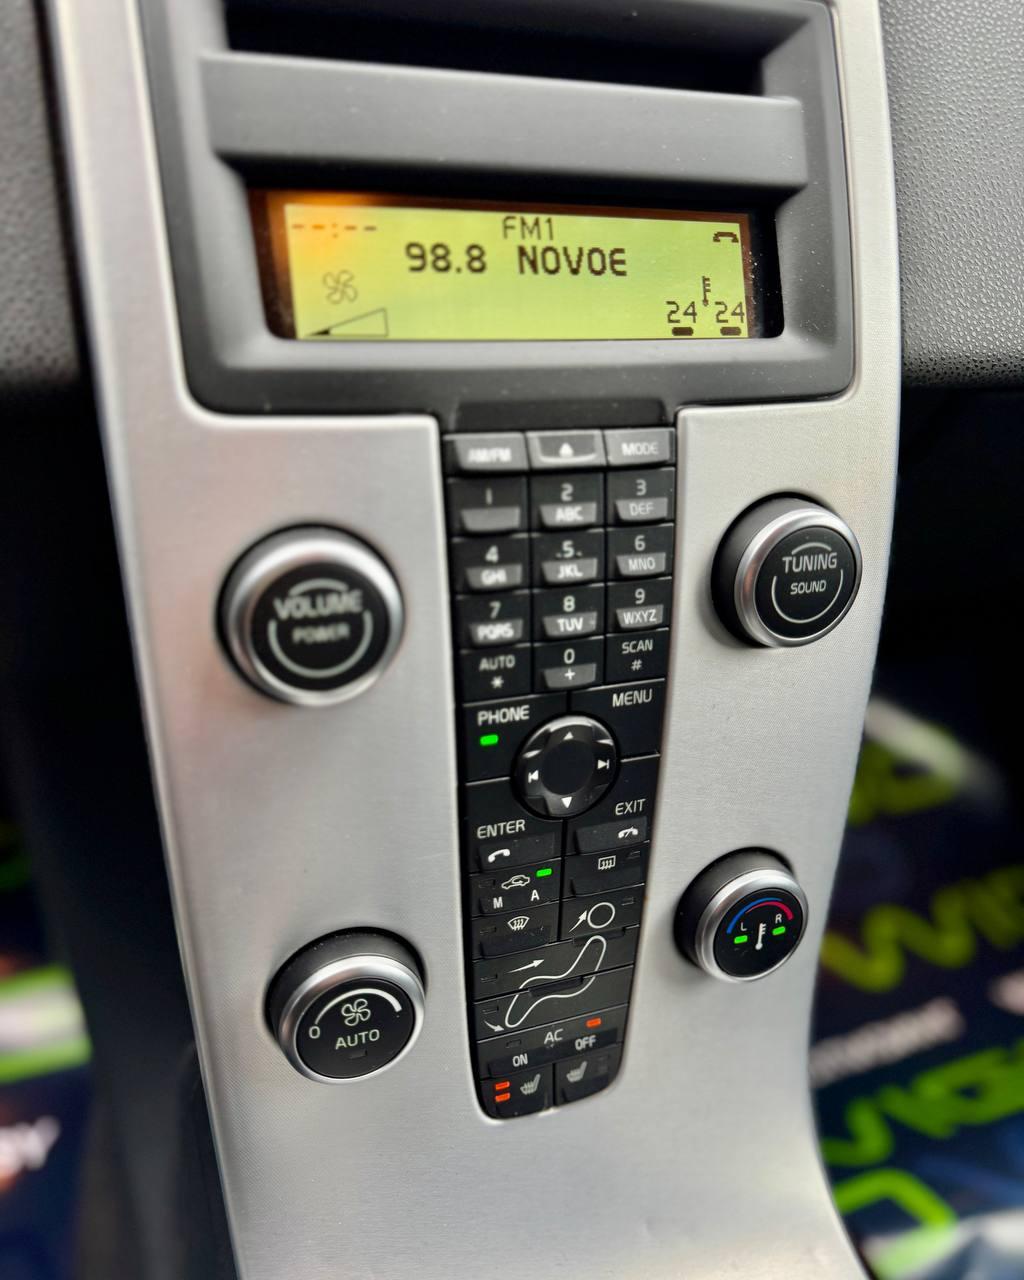 --:--
FM1
98.8 NOVOE
24 24
AM/FM
MODE
1
2
ABC
3
DEF
4
GHI
5
JKL
6
MNO
7
PQRS
8
TUV
9
WXYZ
AUTO
*
0
+
SCAN
#
VOLUME
POWER
TUNING
SOUND
PHONE
MENU
ENTER
EXIT
M A
L R
0
AUTO
AC
ON OFF